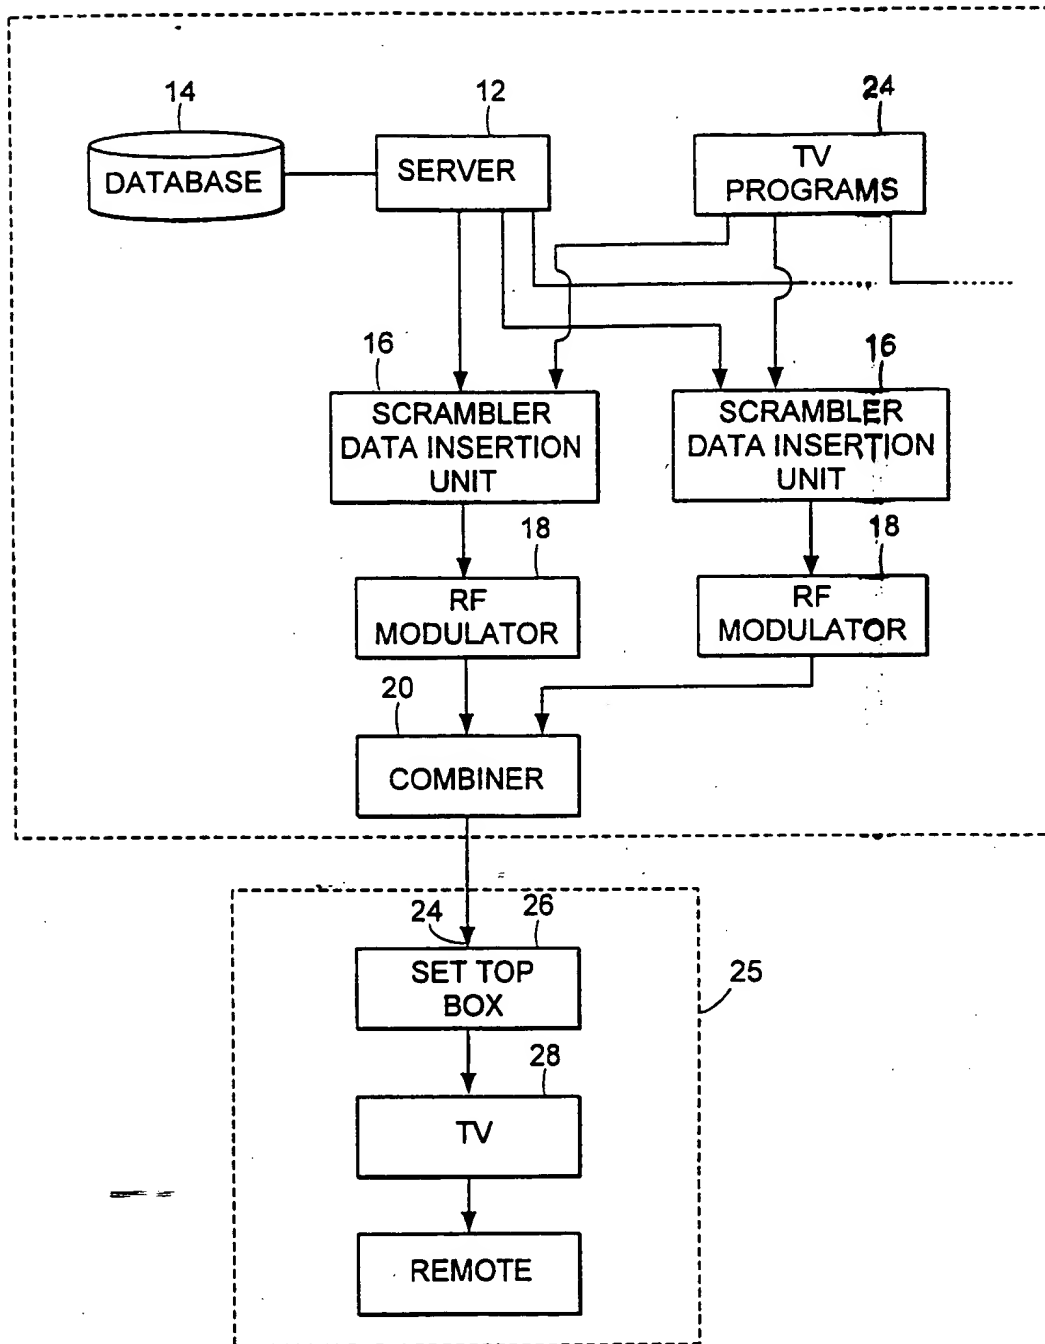 14
12
24
DATABASE
SERVER
TV
PROGRAMS
16
16
SCRAMBLER
DATA INSERTION
UNIT
SCRAMBLER
DATA INSERTION
UNIT
18
18
RF
MODULATOR
RF
MODULATOR
20
COMBINER
24
26
SET TOP
BOX
25
28
TV
REMOTE